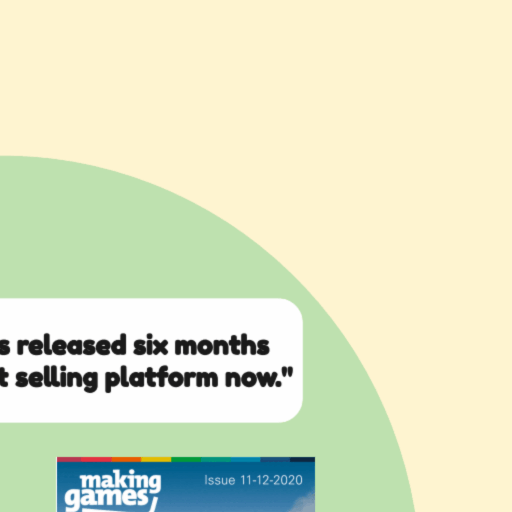 released six months
selling platform now."
making
games
Issue 11-12-2020